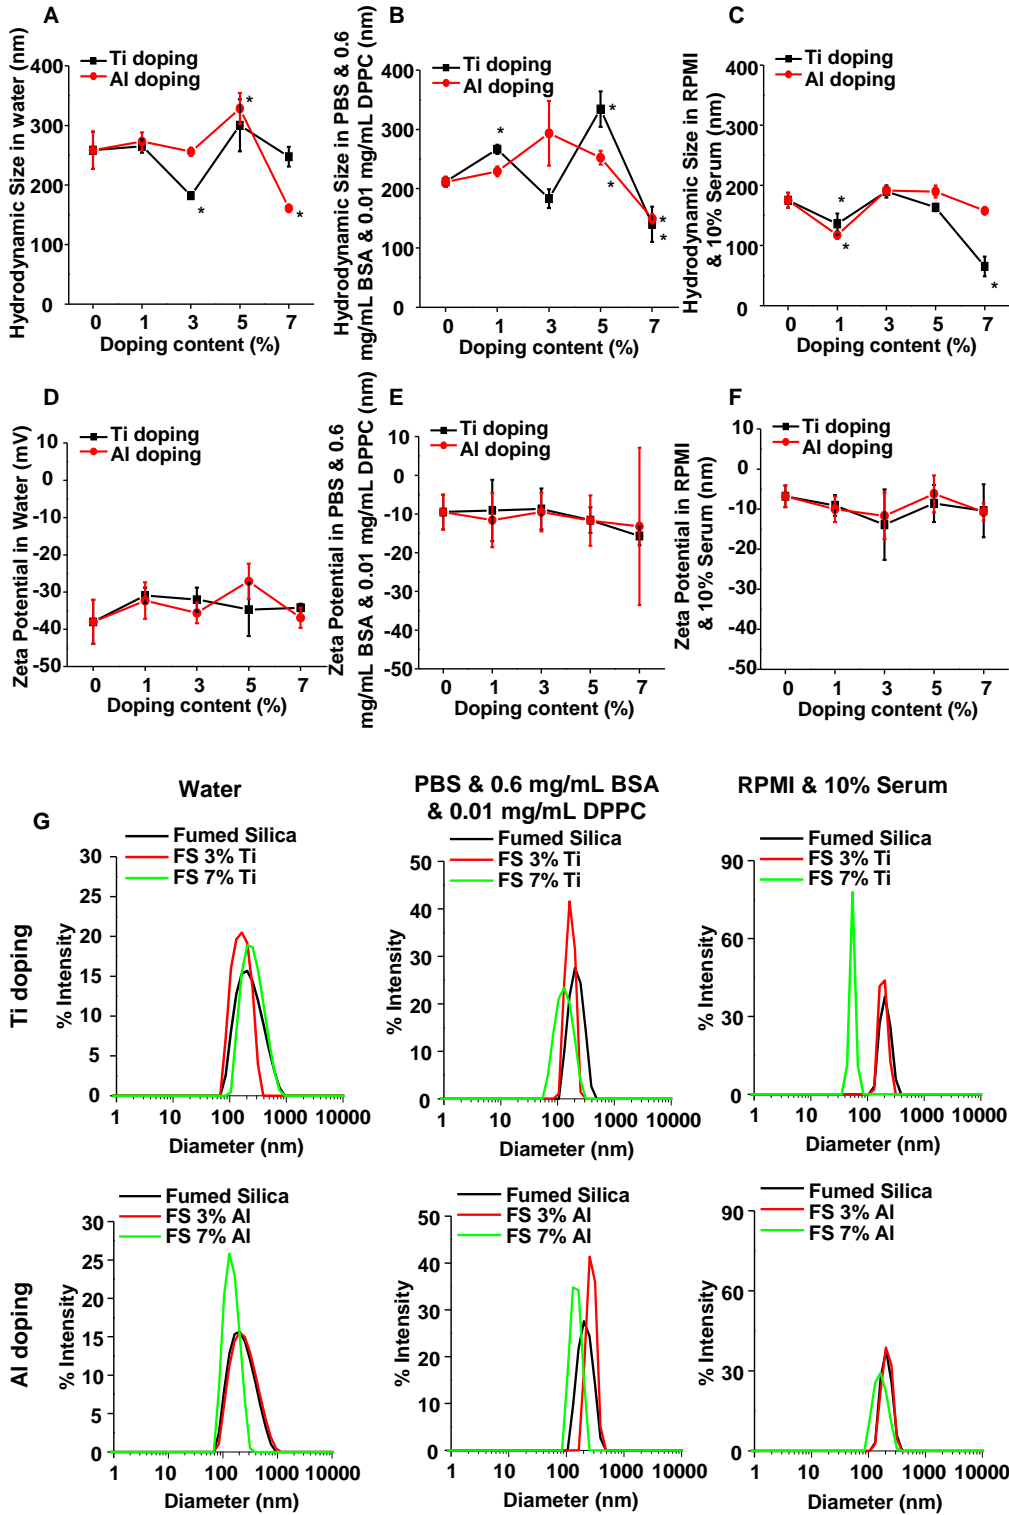 A
Hydrodynamic Size in water (nm)
Ti doping
Al doping
400
300
200
100
0
*
*
*
0 1 3 5 7
Doping content (%)
B
Hydrodynamic Size in PBS & 0.6
mg/mL BSA & 0.01 mg/mL DPPC (nm)
Ti doping
Al doping
400
300
200
100
0
*
*
*
*
*
0 1 3 5 7
Doping content (%)
C
Hydrodynamic Size in RPMI
& 10% Serum (nm)
Ti doping
Al doping
400
300
200
100
0
*
*
*
0 1 3 5 7
Doping content (%)
D
Zeta Potential in Water (mV)
Ti doping
Al doping
10
0
-10
-20
-30
-40
-50
0 1 3 5 7
Doping content (%)
E
Zeta Potential in PBS & 0.6
mg/mL BSA & 0.01 mg/mL DPPC (nm)
Ti doping
Al doping
10
0
-10
-20
-30
-40
-50
0 1 3 5 7
Doping content (%)
F
Zeta Potential in RPMI
& 10% Serum (nm)
Ti doping
Al doping
10
0
-10
-20
-30
-40
-50
0 1 3 5 7
Doping content (%)
Water
PBS & 0.6 mg/mL BSA
& 0.01 mg/mL DPPC
RPMI & 10% Serum
G
Ti doping
Fumed Silica
FS 3% Ti
FS 7% Ti
% Intensity
30
25
20
15
10
5
0
1 10 100 1000 10000
Diameter (nm)
Fumed Silica
FS 3% Ti
FS 7% Ti
% Intensity
50
40
30
20
10
0
1 10 100 1000 10000
Diameter (nm)
Fumed Silica
FS 3% Ti
FS 7% Ti
% Intensity
90
60
30
0
1 10 100 1000 10000
Diameter (nm)
Al doping
Fumed Silica
FS 3% Al
FS 7% Al
% Intensity
30
25
20
15
10
5
0
1 10 100 1000 10000
Diameter (nm)
Fumed Silica
FS 3% Al
FS 7% Al
% Intensity
50
40
30
20
10
0
1 10 100 1000 10000
Diameter (nm)
Fumed Silica
FS 3% Al
FS 7% Al
% Intensity
90
60
30
0
1 10 100 1000 10000
Diameter (nm)